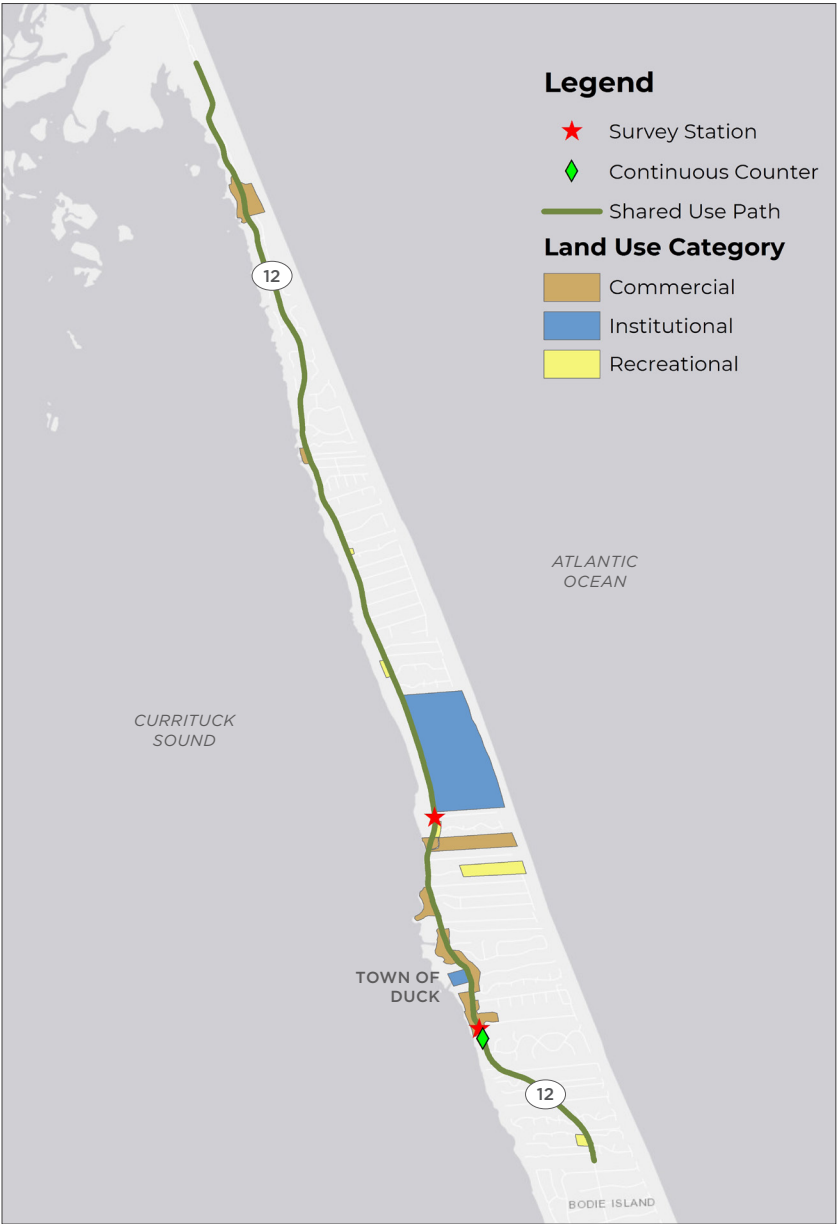 Legend
Survey Station
Continuous Counter
Shared Use Path
Land Use Category
Commercial
Institutional
Recreational
12
ATLANTIC
OCEAN
CURRITUCK
SOUND
TOWN OF
DUCK
12
BODIE ISLAND